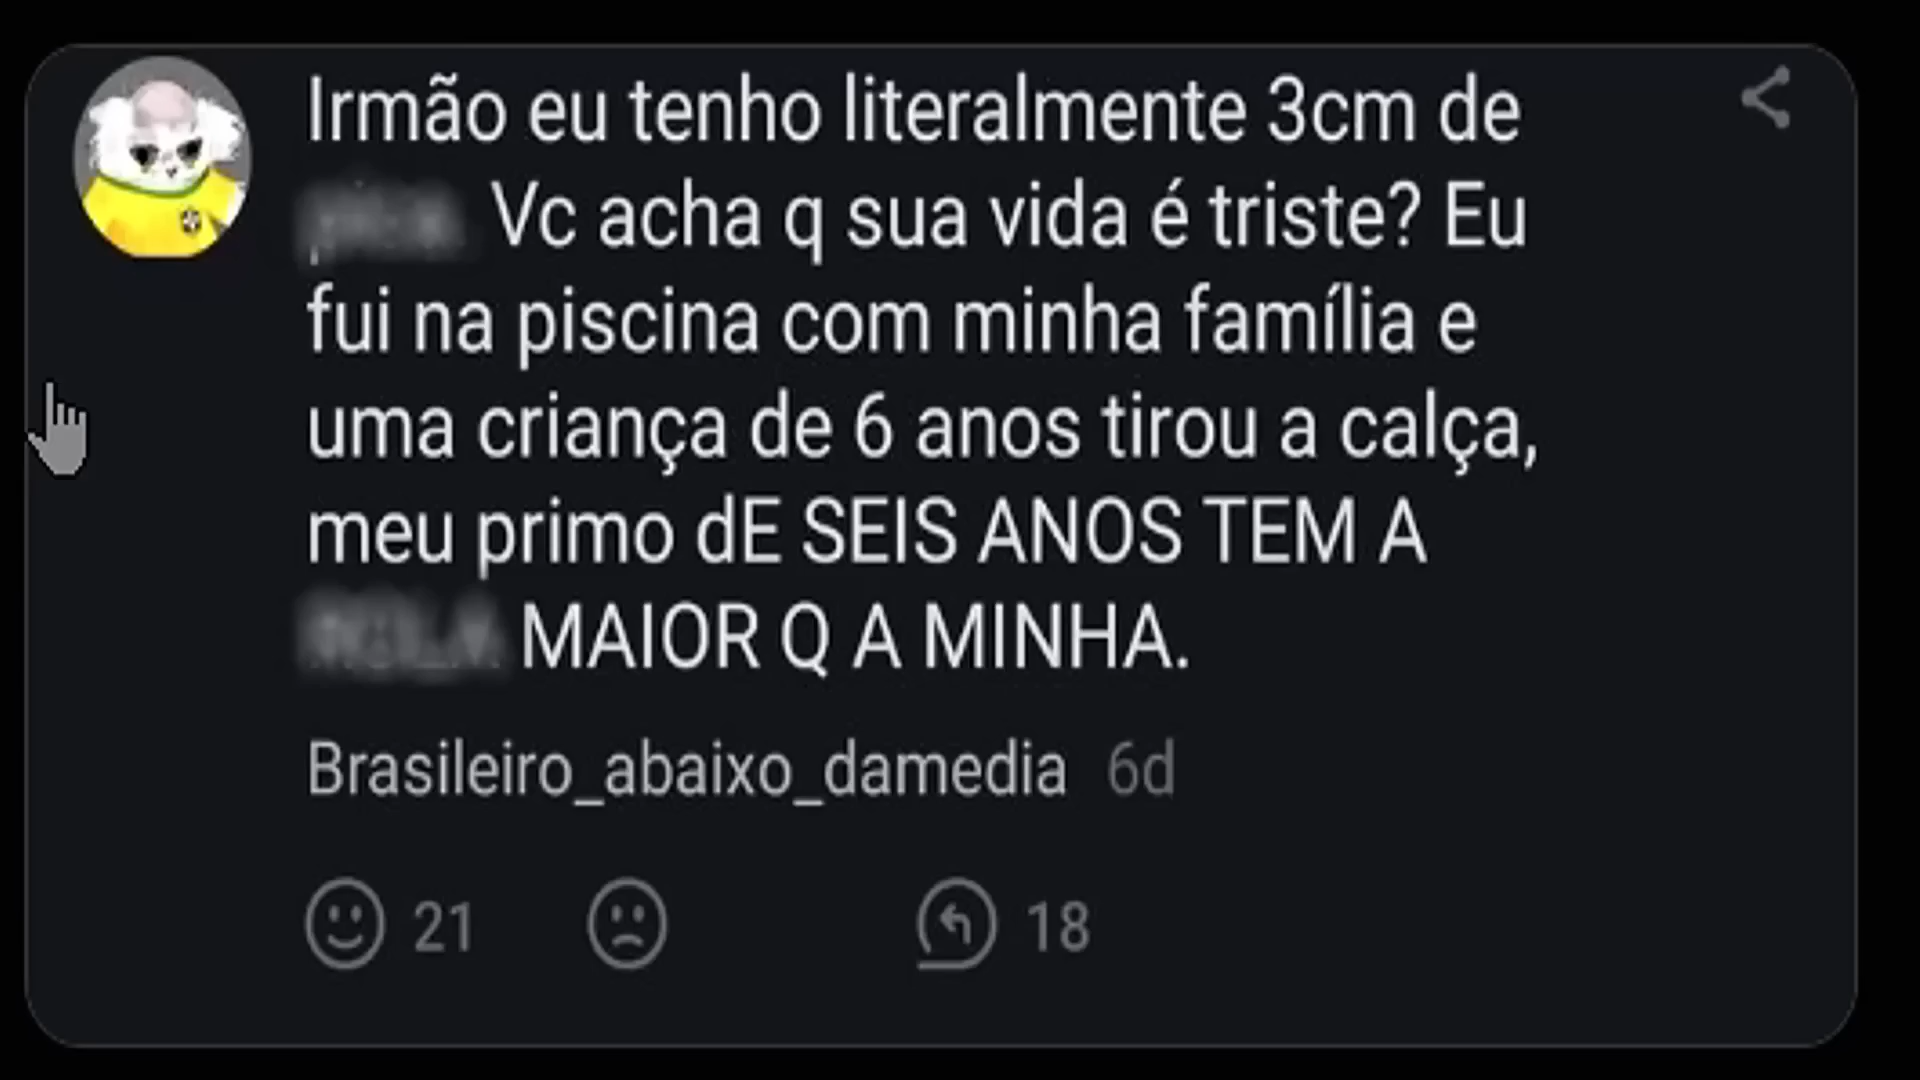 Irmão eu tenho literalmente 3cm de
Vc acha q sua vida é triste? Eu
fui na piscina com minha família e
uma criança de 6 anos tirou a calça,
meu primo dE SEIS ANOS TEM A
MAIOR Q A MINHA.
Brasileiro_abaixo_damedia 6d
21 18